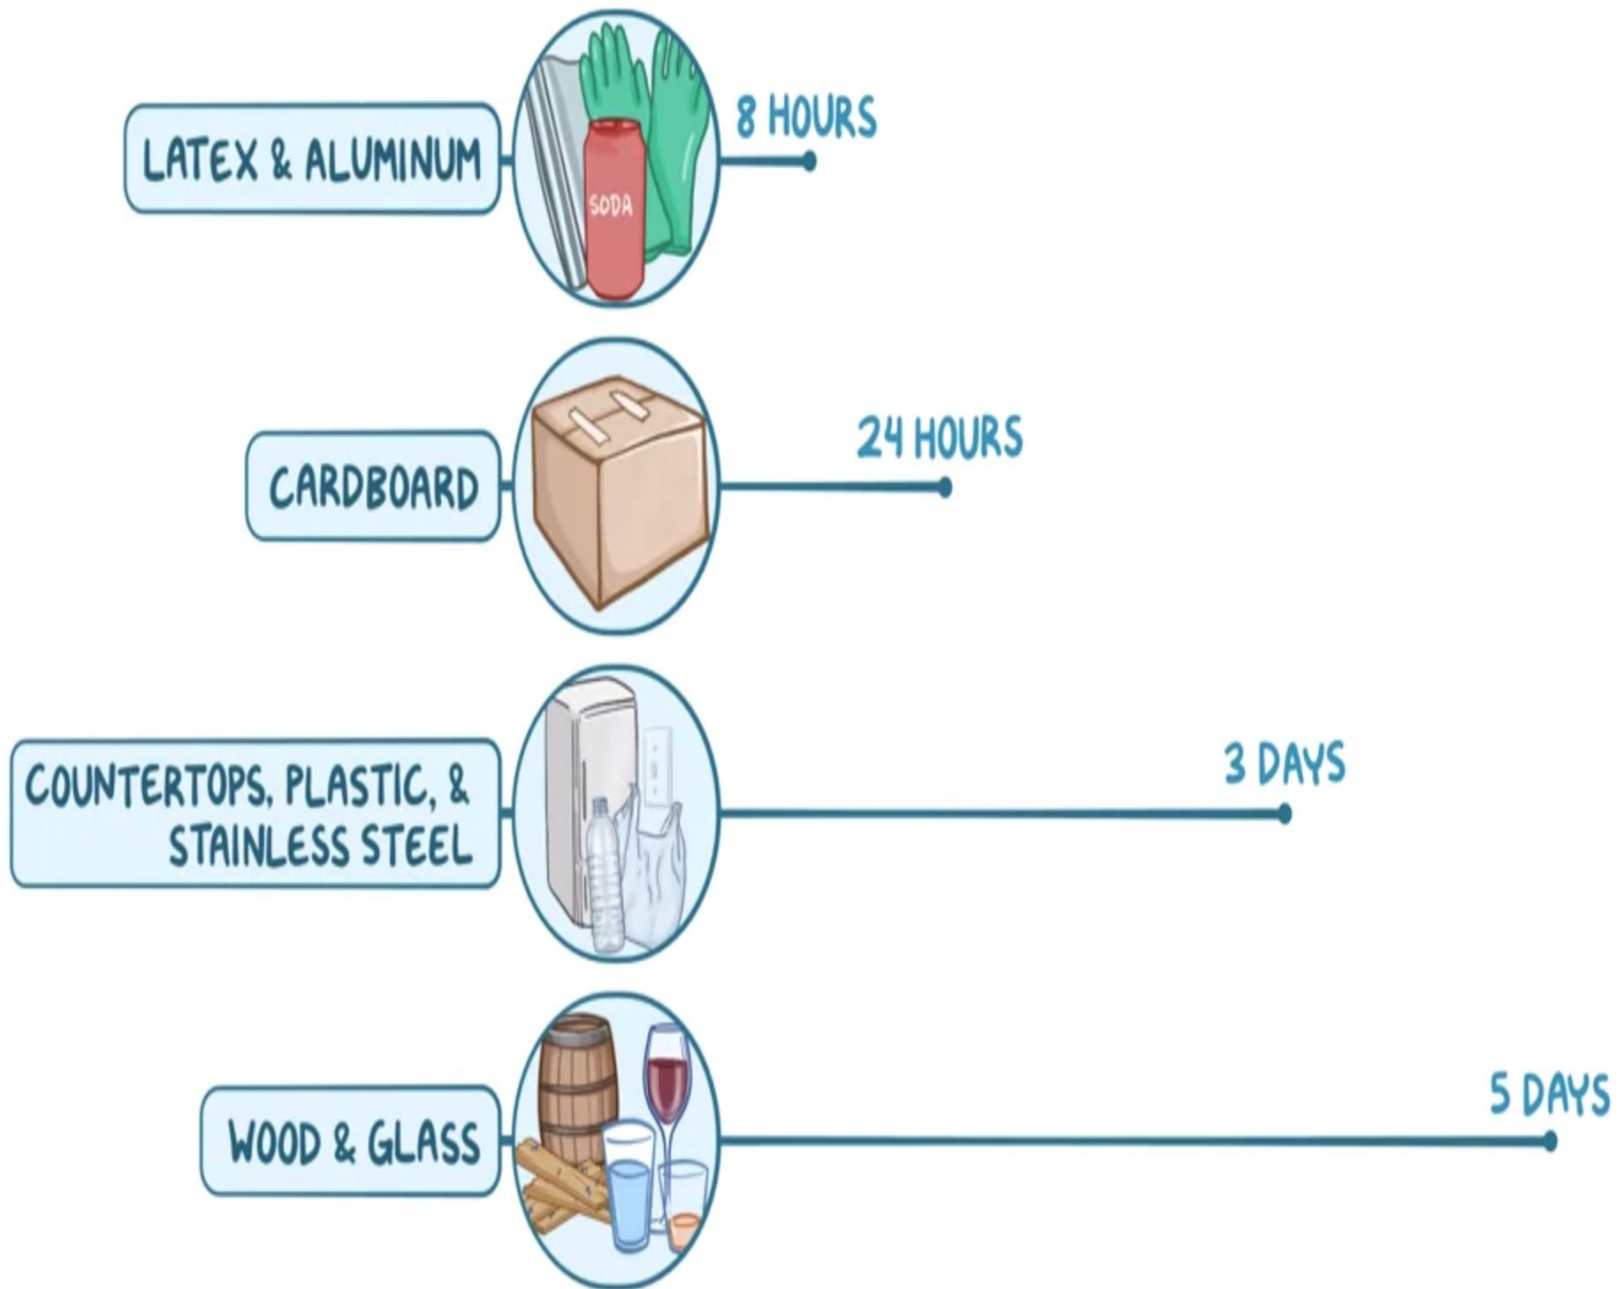 LATEX & ALUMINUM
SODA
8 HOURS
CARDBOARD
24 HOURS
COUNTERTOPS, PLASTIC, &
STAINLESS STEEL
3 DAYS
WOOD & GLASS
5 DAYS